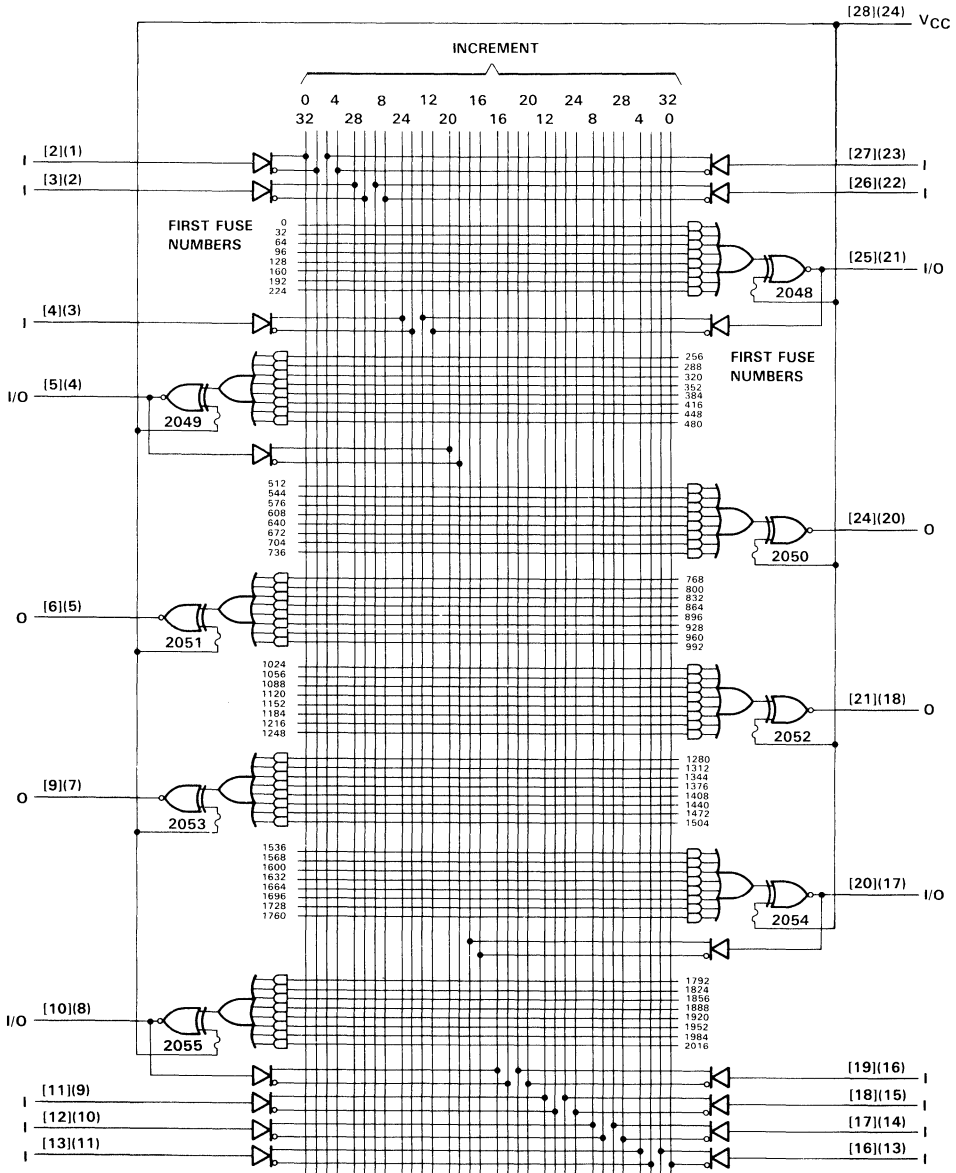 [28](24) VCC
INCREMENT
0 4 8 12 16 20 24 28 32
32 28 24 20 16 12 8 4 0
I [2](1)
[27](23) I
I [3](2)
[26](22) I
FIRST FUSE
NUMBERS
0
32
64
96
128
160
192
224
[25](21) I/O
2048
I [4](3)
FIRST FUSE
NUMBERS
256
288
320
352
384
416
448
480
I/O [5](4)
2049
512
544
576
608
640
672
704
736
[24](20) O
2050
768
800
832
864
896
928
960
992
O [6](5)
2051
1024
1056
1088
1120
1152
1184
1216
1248
[21](18) O
2052
1280
1312
1344
1376
1408
1440
1472
1504
O [9](7)
2053
1536
1568
1600
1632
1664
1696
1728
1760
[20](17) I/O
2054
1792
1824
1856
1888
1920
1952
1984
2016
I/O [10](8)
2055
[19](16) I
I [11](9)
[18](15) I
I [12](10)
[17](14) I
I [13](11)
[16](13) I